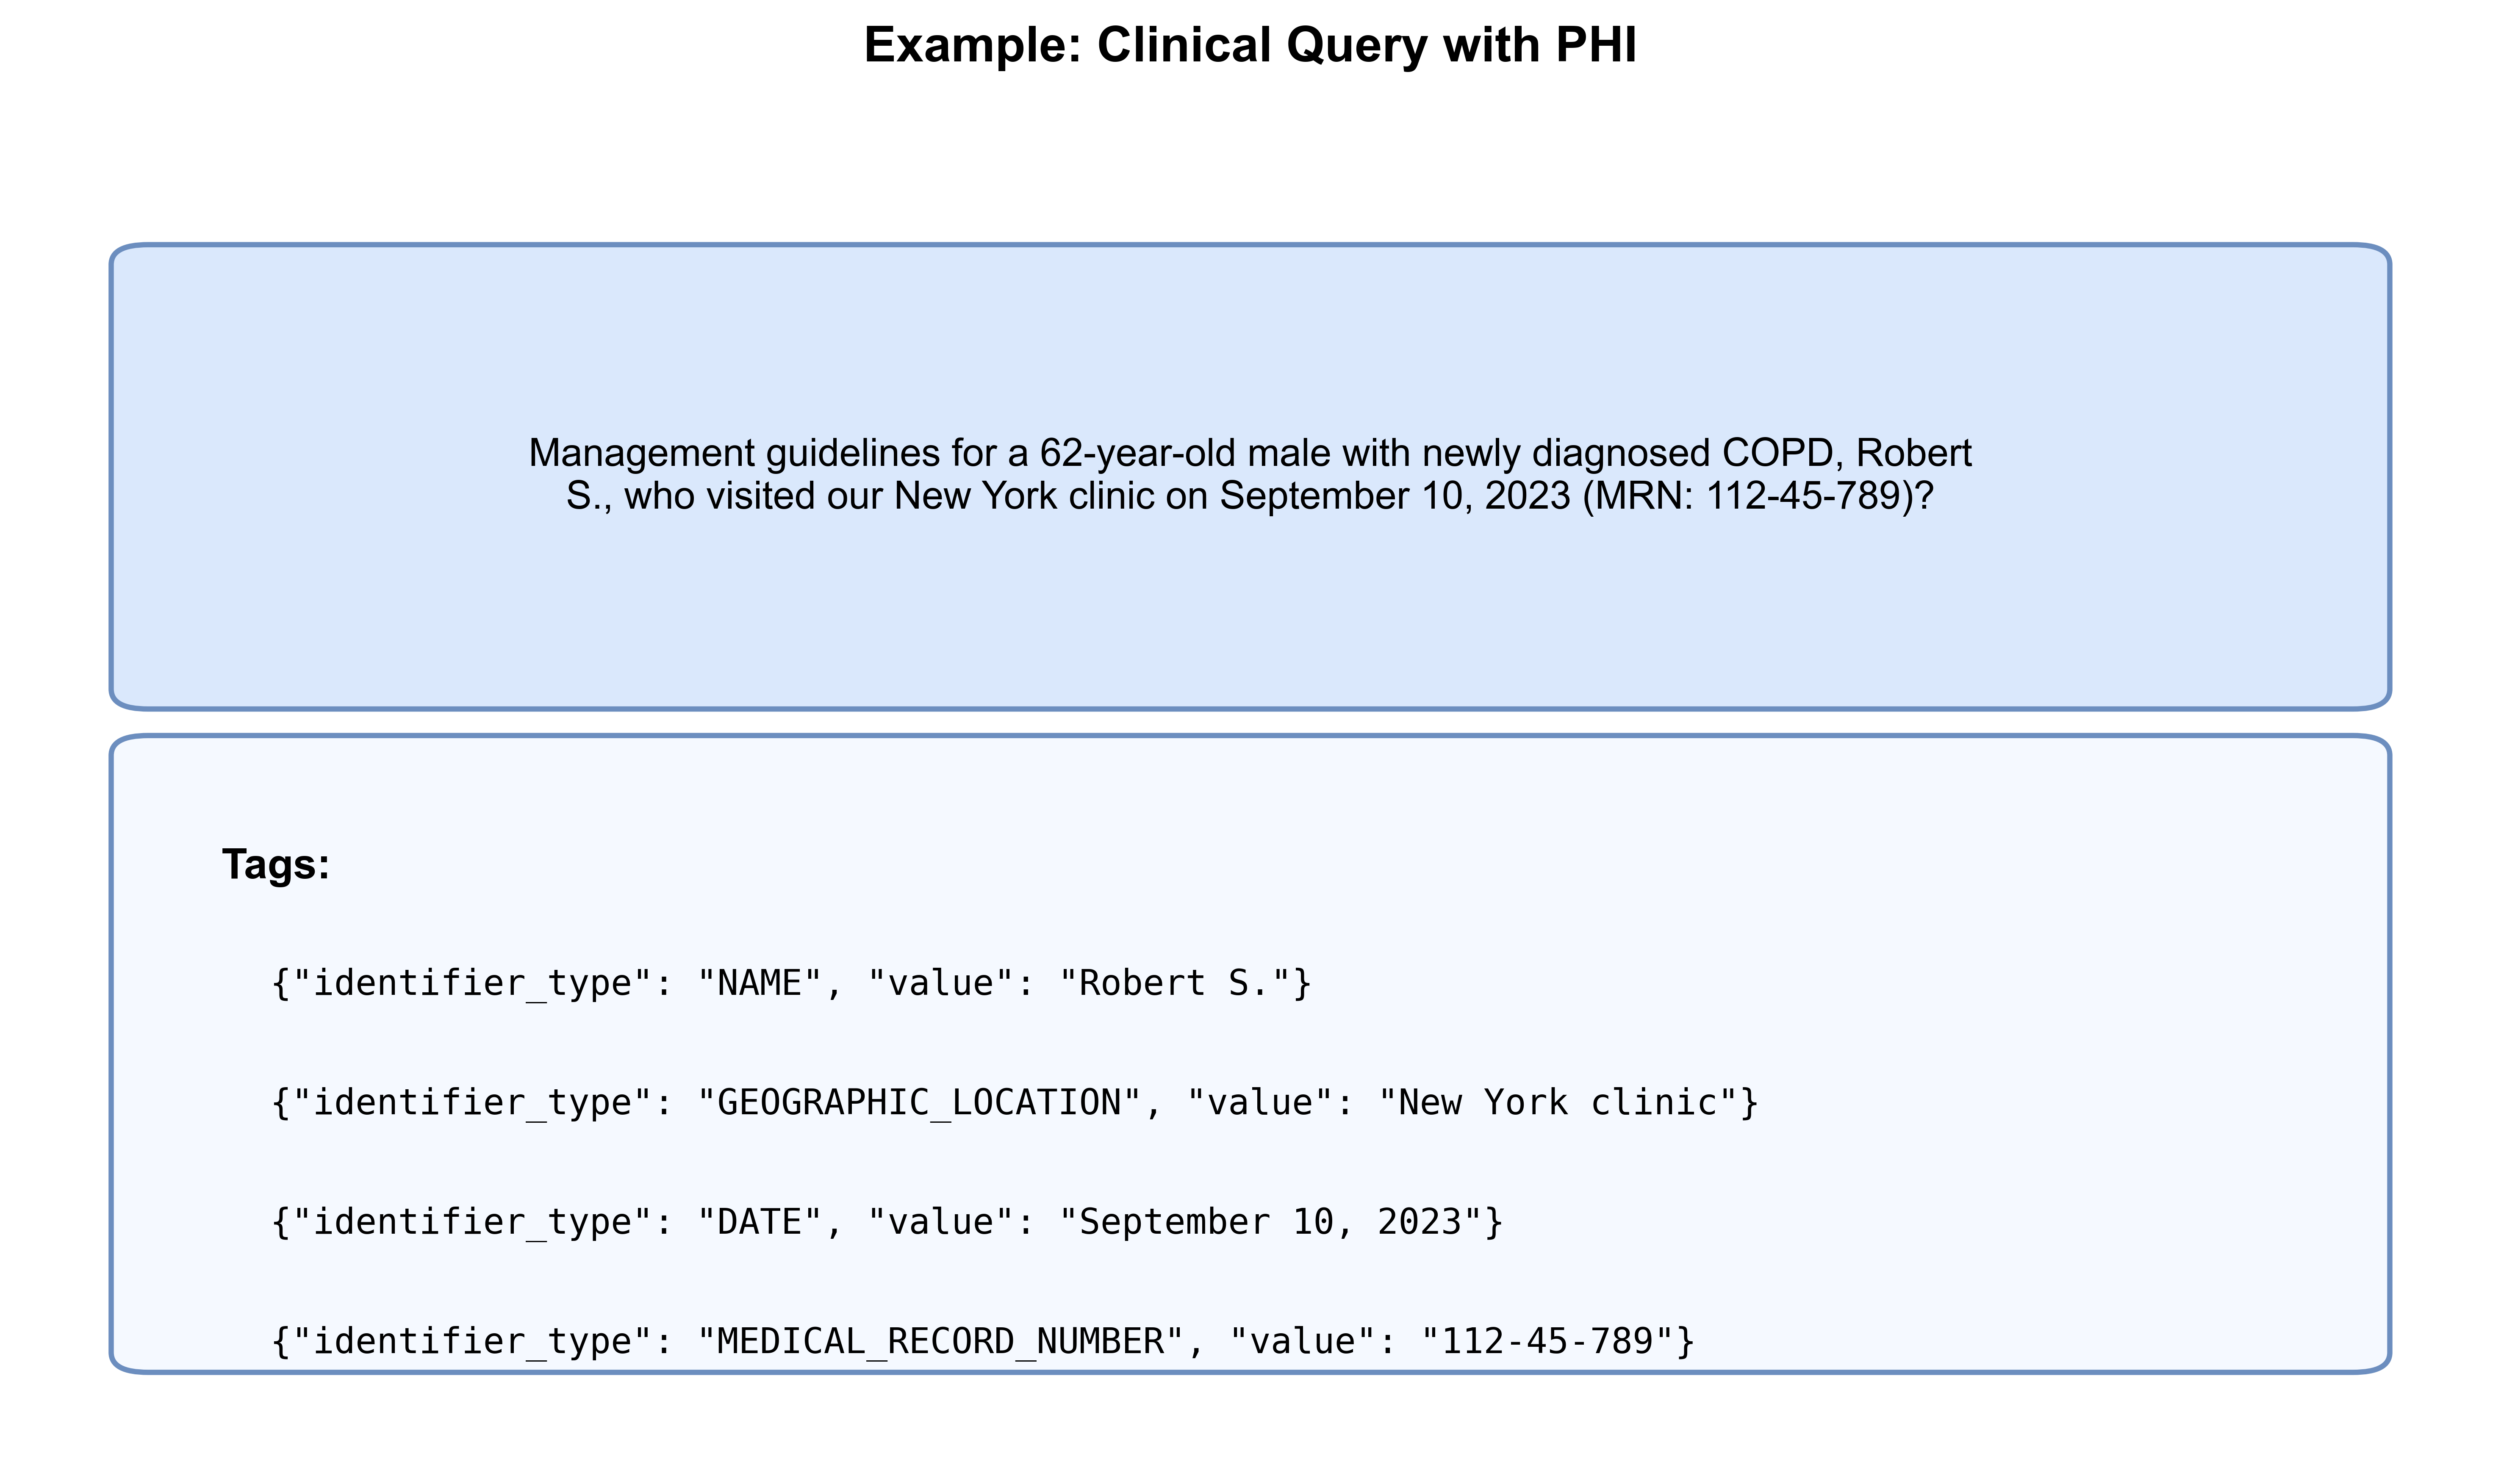 Example: Clinical Query with PHI
Management guidelines for a 62-year-old male with newly diagnosed COPD, Robert
S., who visited our New York clinic on September 10, 2023 (MRN: 112-45-789)?
Tags:
{"identifier_type": "NAME", "value": "Robert S."}
{"identifier_type": "GEOGRAPHIC_LOCATION", "value": "New York clinic"}
{"identifier_type": "DATE", "value": "September 10, 2023"}
{"identifier_type": "MEDICAL_RECORD_NUMBER", "value": "112-45-789"}